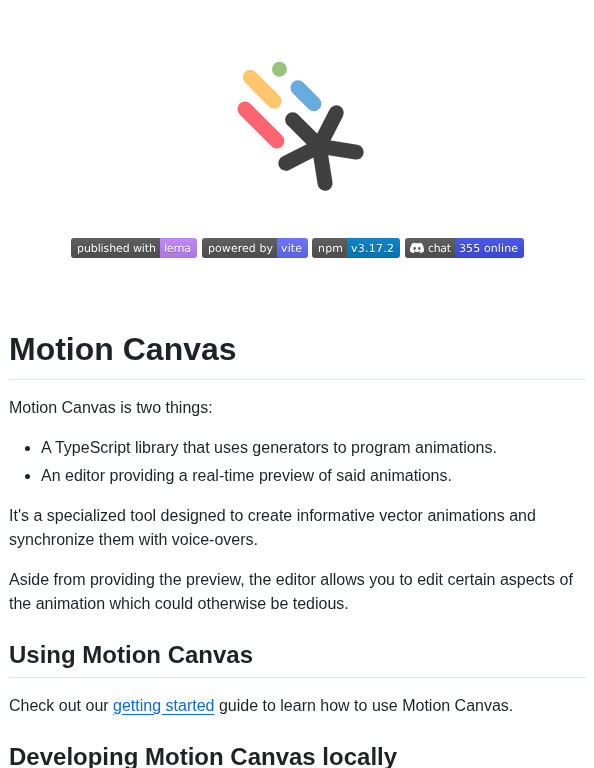 published with lerna powered by vite npm v3.17.2 chat 355 online
Motion Canvas
Motion Canvas is two things:
• A TypeScript library that uses generators to program animations.
• An editor providing a real-time preview of said animations.
It's a specialized tool designed to create informative vector animations and
synchronize them with voice-overs.
Aside from providing the preview, the editor allows you to edit certain aspects of
the animation which could otherwise be tedious.
Using Motion Canvas
Check out our getting started guide to learn how to use Motion Canvas.
Developing Motion Canvas locally